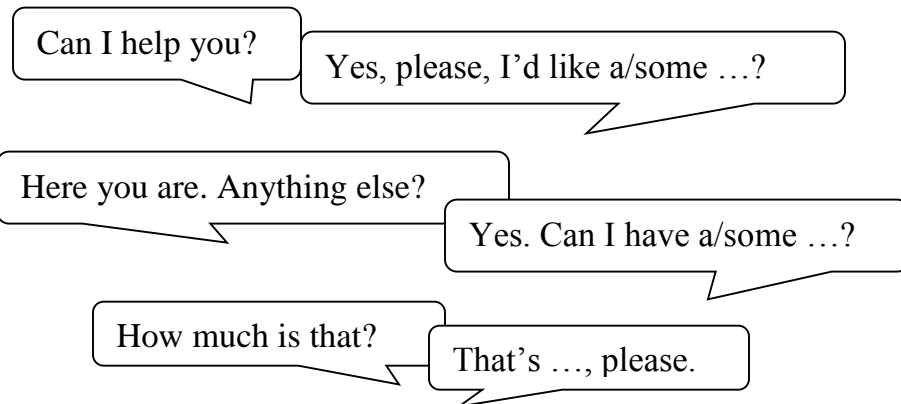 Can I help you?
Yes, please, I’d like a/some …?
Here you are. Anything else?
Yes. Can I have a/some …?
How much is that?
That’s …, please.